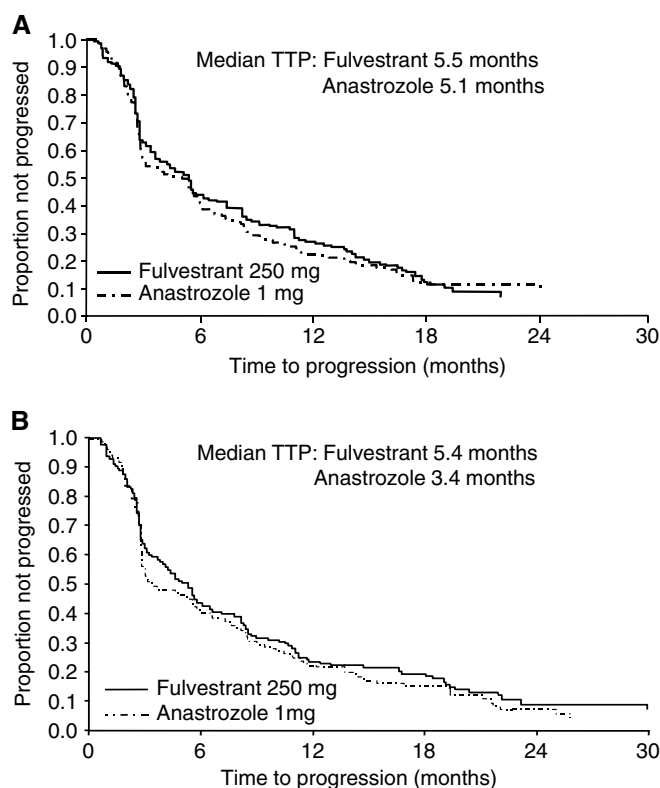 A
1.0
0.9
0.8
0.7
0.6
0.5
0.4
0.3
0.2
0.1
0.0
Proportion not progressed
Median TTP: Fulvestrant 5.5 months
Anastrozole 5.1 months
Fulvestrant 250 mg
Anastrozole 1 mg
0 6 12 18 24 30
Time to progression (months)
B
1.0
0.9
0.8
0.7
0.6
0.5
0.4
0.3
0.2
0.1
0.0
Proportion not progressed
Median TTP: Fulvestrant 5.4 months
Anastrozole 3.4 months
Fulvestrant 250 mg
Anastrozole 1mg
0 6 12 18 24 30
Time to progression (months)